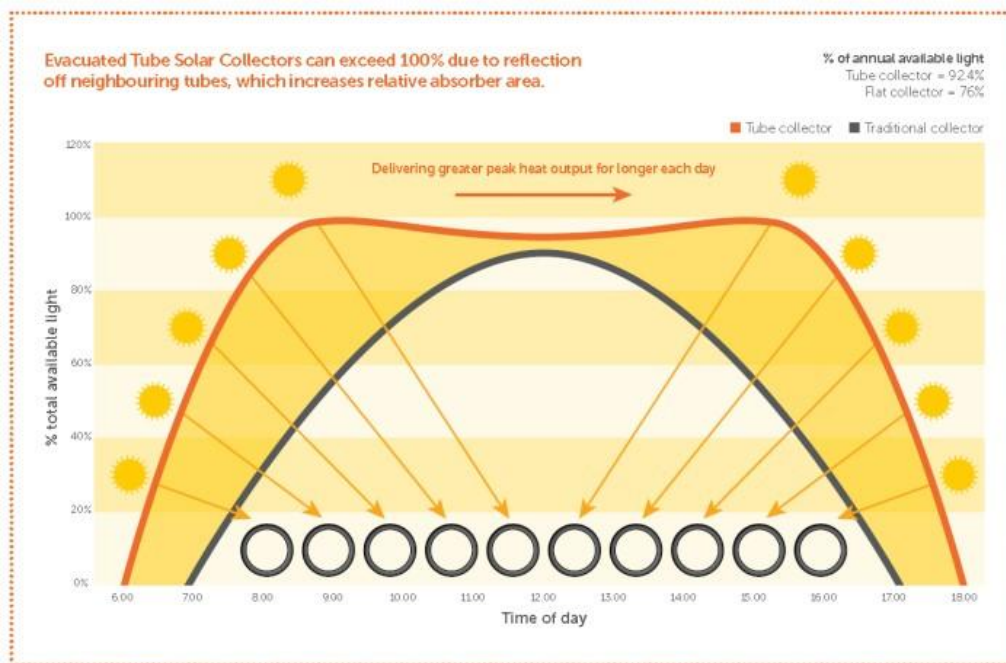 Evacuated Tube Solar Collectors can exceed 100% due to reflection
off neighbouring tubes, which increases relative absorber area.
% of annual available light
Tube collector = 92.4%
Flat collector = 76%
Tube collector
Traditional collector
Delivering greater peak heat output for longer each day
% total available light
120%
100%
80%
60%
40%
20%
0%
6.00 7.00 8:00 9.00 10.00 11:00 12.00 13.00 14:00 15:00 16:00 17:00 18:00
Time of day